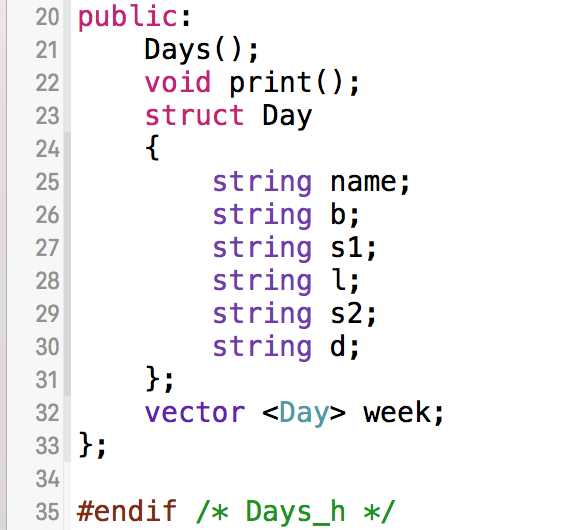 20 public:
21 Days();
22 void print();
23 struct Day
24 {
25 string name;
26 string b;
27 string s1;
28 string l;
29 string s2;
30 string d;
31 };
32 vector <Day> week;
33 };
34
35 #endif /* Days_h */